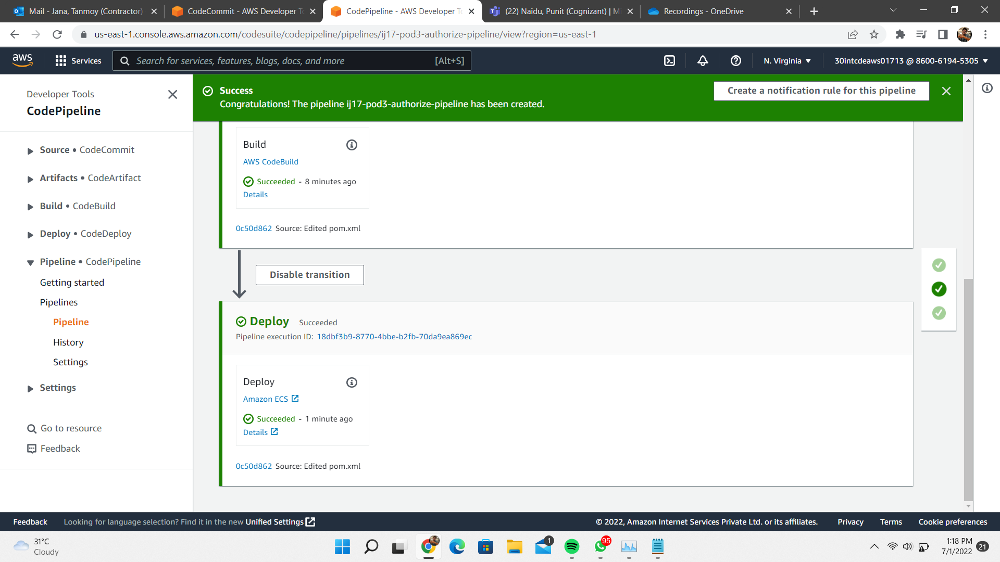 Mail - Jana, Tanmoy (Contractor)
CodeCommit - AWS Developer To
CodePipeline - AWS Developer To
(22) Naidu, Punit (Cognizant) | Mi
Recordings - OneDrive
us-east-1.console.aws.amazon.com/codesuite/codepipeline/pipelines/ij17-pod3-authorize-pipeline/view?region=us-east-1
aws
Services
Search for services, features, blogs, docs, and more
[Alt+S]
N. Virginia ▼
30intcdeaws01713 @ 8600-6194-5305 ▼
Developer Tools
CodePipeline
Source • CodeCommit
Artifacts • CodeArtifact
Build • CodeBuild
Deploy • CodeDeploy
Pipeline • CodePipeline
Getting started
Pipelines
Pipeline
History
Settings
Settings
Go to resource
Feedback
Success
Congratulations! The pipeline ij17-pod3-authorize-pipeline has been created.
Create a notification rule for this pipeline
Build
AWS CodeBuild
Succeeded - 8 minutes ago
Details
0c50d862 Source: Edited pom.xml
Disable transition
Deploy Succeeded
Pipeline execution ID: 18dbf3b9-8770-4bbe-b2fb-70da9ea869ec
Deploy
Amazon ECS
Succeeded - 1 minute ago
Details
0c50d862 Source: Edited pom.xml
Feedback
Looking for language selection? Find it in the new Unified Settings
© 2022, Amazon Internet Services Private Ltd. or its affiliates.
Privacy
Terms
Cookie preferences
31°C
Cloudy
1
95
1:18 PM
7/1/2022
21